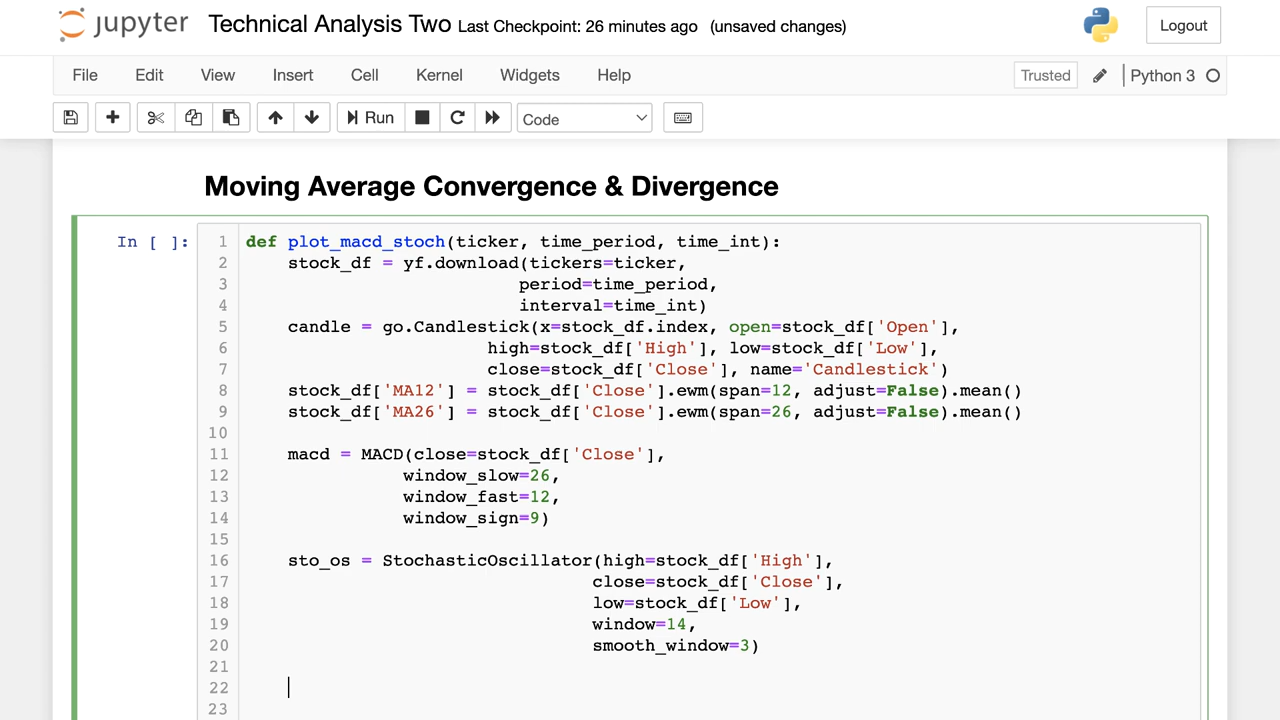 jupyter Technical Analysis Two Last Checkpoint: 26 minutes ago (unsaved changes) Logout
File Edit View Insert Cell Kernel Widgets Help Trusted Python 3
Run Code
Moving Average Convergence & Divergence
In [ ]: 1 def plot_macd_stoch(ticker, time_period, time_int):
2     stock_df = yf.download(tickers=ticker,
3                           period=time_period,
4                           interval=time_int)
5     candle = go.Candlestick(x=stock_df.index, open=stock_df['Open'],
6                        high=stock_df['High'], low=stock_df['Low'],
7                        close=stock_df['Close'], name='Candlestick')
8     stock_df['MA12'] = stock_df['Close'].ewm(span=12, adjust=False).mean()
9     stock_df['MA26'] = stock_df['Close'].ewm(span=26, adjust=False).mean()
10
11     macd = MACD(close=stock_df['Close'],
12                window_slow=26,
13                window_fast=12,
14                window_sign=9)
15
16     sto_os = StochasticOscillator(high=stock_df['High'],
17                                  close=stock_df['Close'],
18                                  low=stock_df['Low'],
19                                  window=14,
20                                  smooth_window=3)
21
22
23